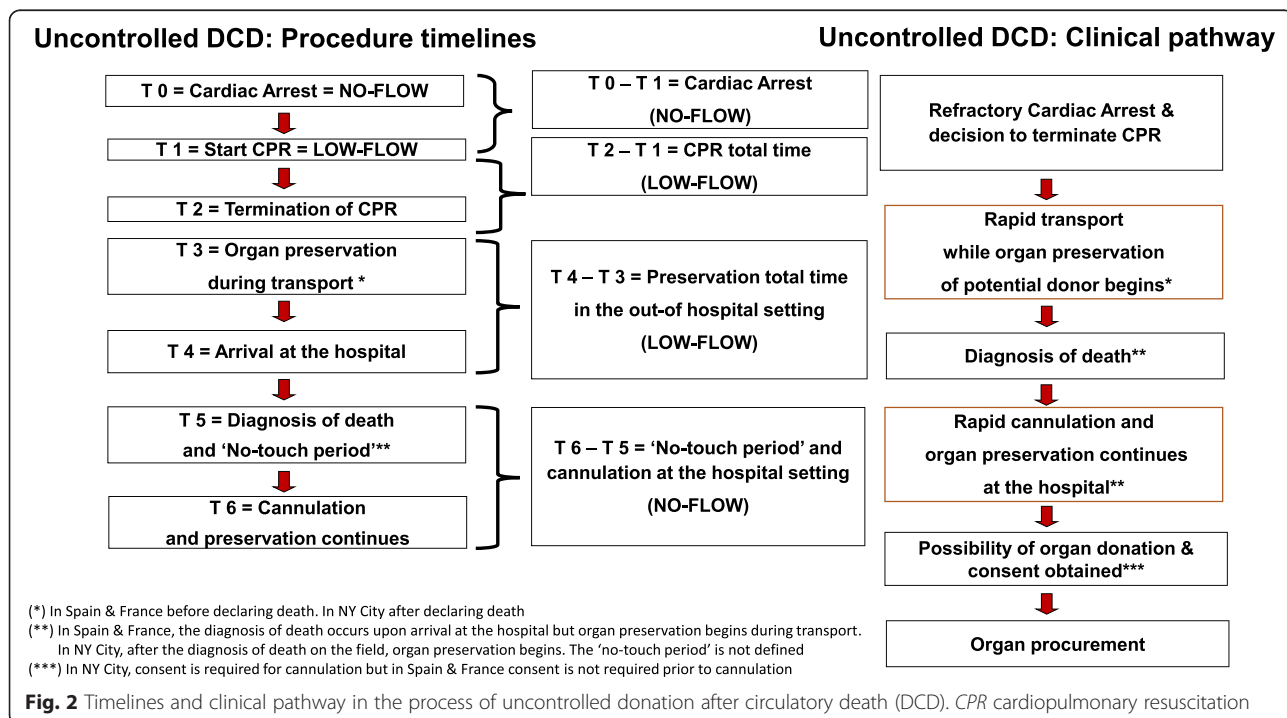 Uncontrolled DCD: Procedure timelines
T 0 = Cardiac Arrest = NO-FLOW
T 1 = Start CPR = LOW-FLOW
T 2 = Termination of CPR
T 3 = Organ preservation
during transport *
T 4 = Arrival at the hospital
T 5 = Diagnosis of death
and ‘No-touch period’**
T 6 = Cannulation
and preservation continues
T 0 – T 1 = Cardiac Arrest
(NO-FLOW)
T 2 – T 1 = CPR total time
(LOW-FLOW)
T 4 – T 3 = Preservation total time
in the out-of hospital setting
(LOW-FLOW)
T 6 – T 5 = ‘No-touch period’ and
cannulation at the hospital setting
(NO-FLOW)
Uncontrolled DCD: Clinical pathway
Refractory Cardiac Arrest &
decision to terminate CPR
Rapid transport
while organ preservation
of potential donor begins*
Diagnosis of death**
Rapid cannulation and
organ preservation continues
at the hospital**
Possibility of organ donation &
consent obtained***
Organ procurement
(*) In Spain & France before declaring death. In NY City after declaring death
(**) In Spain & France, the diagnosis of death occurs upon arrival at the hospital but organ preservation begins during transport.
In NY City, after the diagnosis of death on the field, organ preservation begins. The ‘no-touch period’ is not defined
(***) In NY City, consent is required for cannulation but in Spain & France consent is not required prior to cannulation
Fig. 2 Timelines and clinical pathway in the process of uncontrolled donation after circulatory death (DCD). CPR cardiopulmonary resuscitation